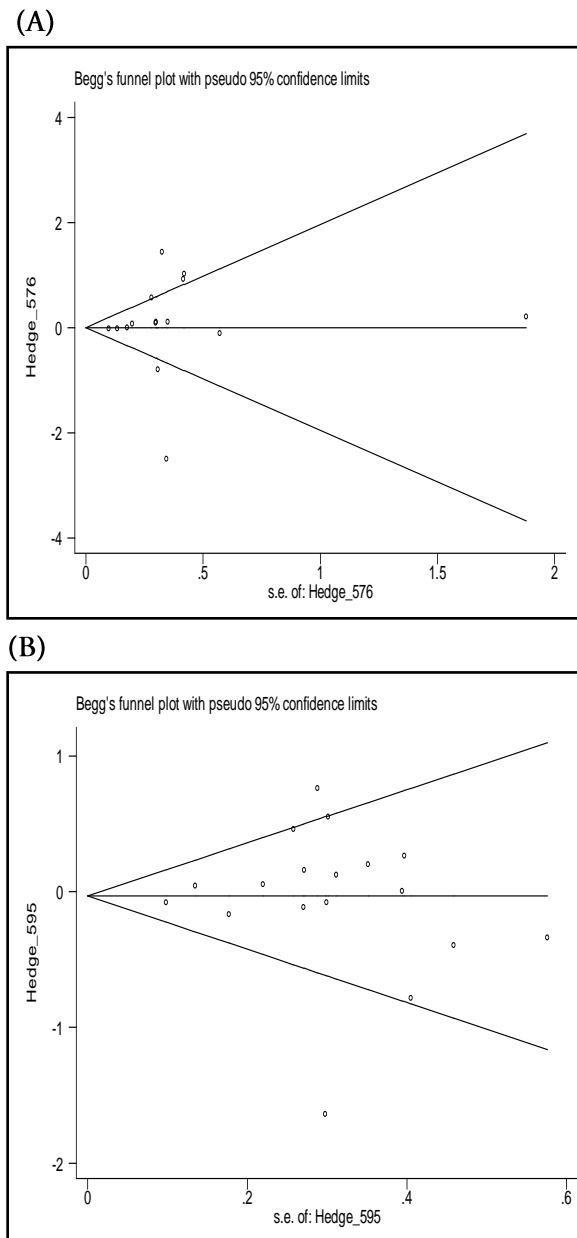 (A)
Begg's funnel plot with pseudo 95% confidence limits
4
2
0
-2
-4
Hedge_576
0 .5 1 1.5 2
s.e. of: Hedge_576
(B)
Begg's funnel plot with pseudo 95% confidence limits
1
0
-1
-2
Hedge_595
0 .2 .4 .6
s.e. of: Hedge_595